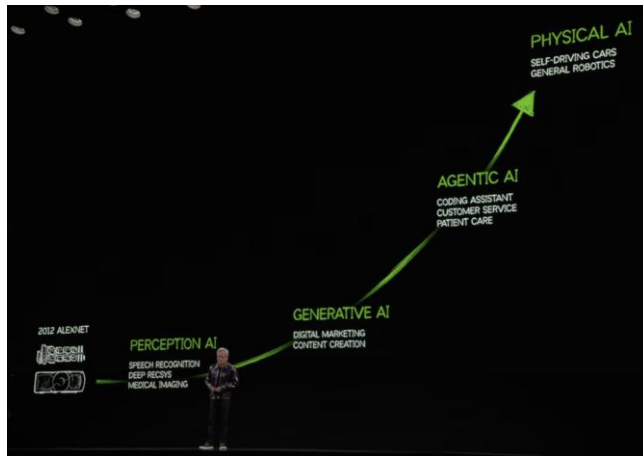 2012 ALEXNET
PERCEPTION AI
SPEECH RECOGNITION
DEEP RECSYS
MEDICAL IMAGING
GENERATIVE AI
DIGITAL MARKETING
CONTENT CREATION
AGENTIC AI
CODING ASSISTANT
CUSTOMER SERVICE
PATIENT CARE
PHYSICAL AI
SELF-DRIVING CARS
GENERAL ROBOTICS